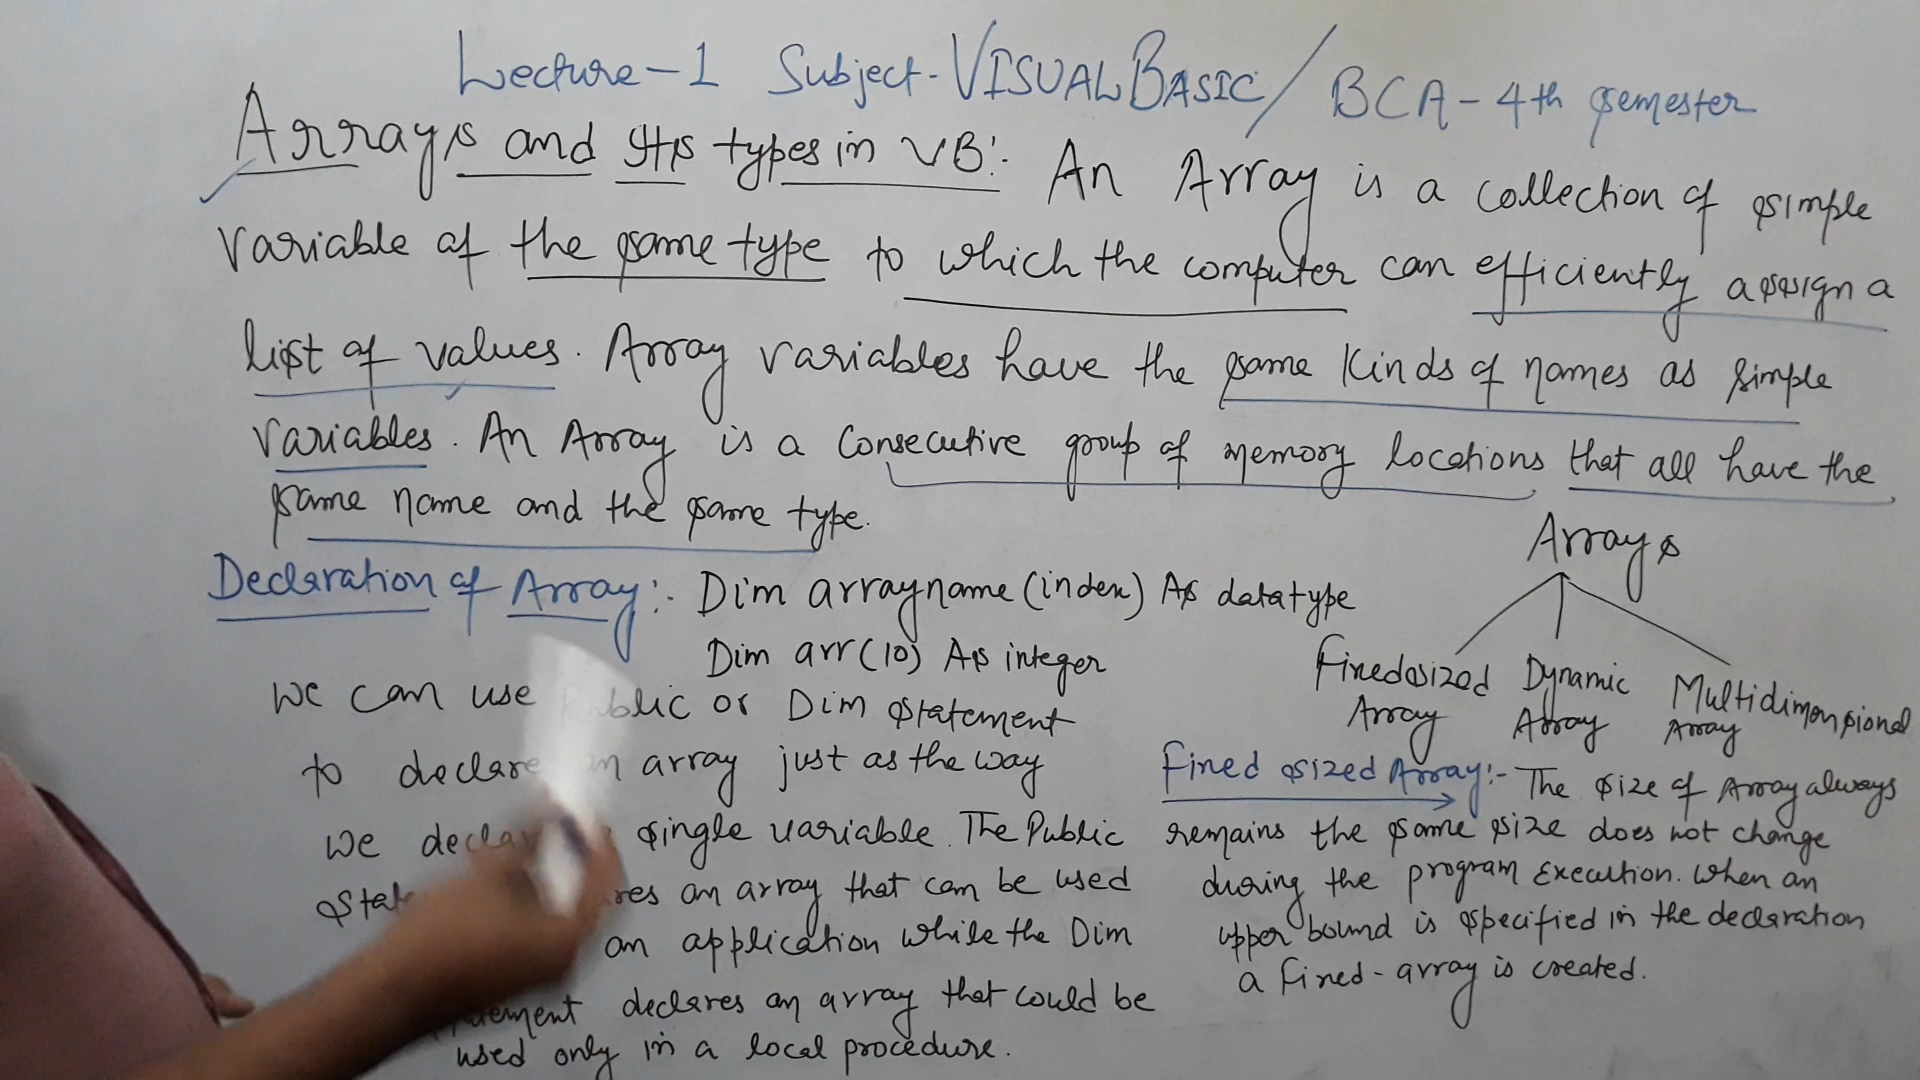 Lecture-1 Subject-VISUAL BASIC/ BCA-4th semester
Arrays and Its types in VB:- An Array is a collection of simple
variable of the same type to which the computer can efficiently assign a
list of values. Array variables have the same kinds of names as simple
variables. An Array is a consecutive group of memory locations that all have the
same name and the same type.
Arrays
Declaration of Array:- Dim arrayname (index) As datatype
Dim arr(10) As integer
Fixedsized Array
Dynamic Array
Multidimensional Array
we can use blic or Dim statement
to declare an array just as the way
we declar single variable. The Public
State res an array that can be used
an application while the Dim
tement declares an array that could be
used only in a local procedure.
Fixed sized Array:- The size of Array always
remains the same size does not change
during the program Execution. When an
upper bound is specified in the declaration
a fixed-array is created.